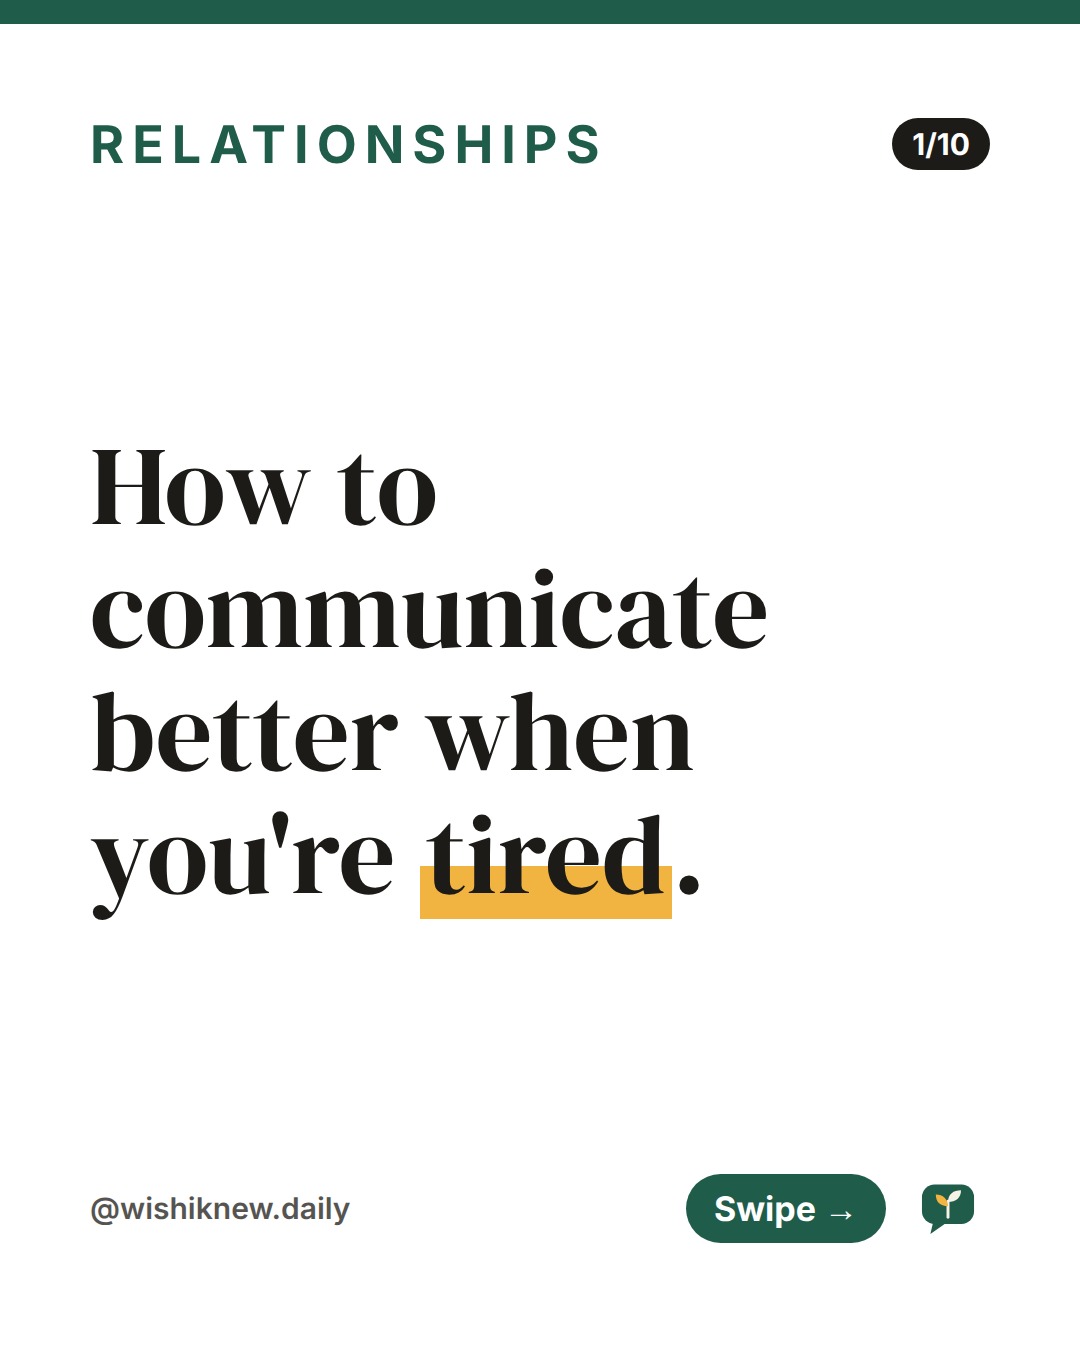 RELATIONSHIPS
1/10
How to
communicate
better when
you're tired.
@wishiknew.daily
Swipe →